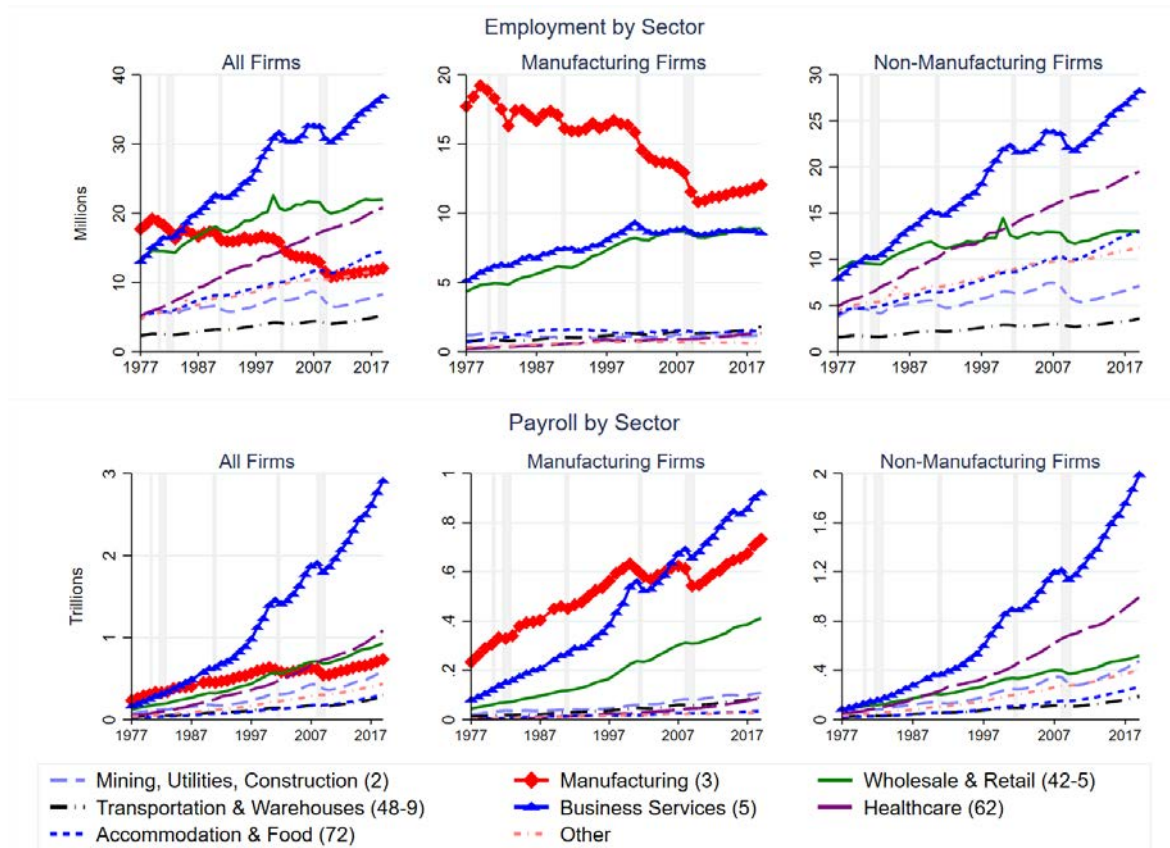 Employment by Sector
All Firms
Manufacturing Firms
Non-Manufacturing Firms
Millions
40
30
20
10
0
1977 1987 1997 2007 2017
20
15
10
5
0
1977 1987 1997 2007 2017
30
25
20
15
10
5
0
1977 1987 1997 2007 2017
Payroll by Sector
All Firms
Manufacturing Firms
Non-Manufacturing Firms
Trillions
3
2
1
0
1977 1987 1997 2007 2017
1
.8
.6
.4
.2
0
1977 1987 1997 2007 2017
2
1.6
1.2
.8
.4
0
1977 1987 1997 2007 2017
Mining, Utilities, Construction (2)
Manufacturing (3)
Wholesale & Retail (42-5)
Transportation & Warehouses (48-9)
Business Services (5)
Healthcare (62)
Accommodation & Food (72)
Other